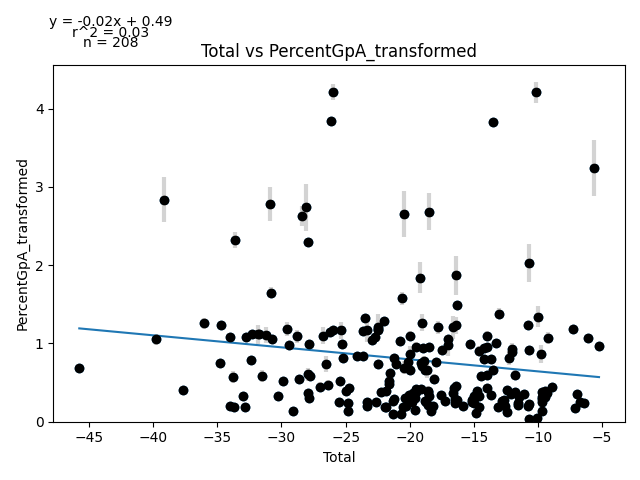 y = -0.02x + 0.49
r^2 = 0.03
n = 208
Total vs PercentGpA_transformed
PercentGpA_transformed
4
3
2
1
0
−45 −40 −35 −30 −25 −20 −15 −10 −5
Total